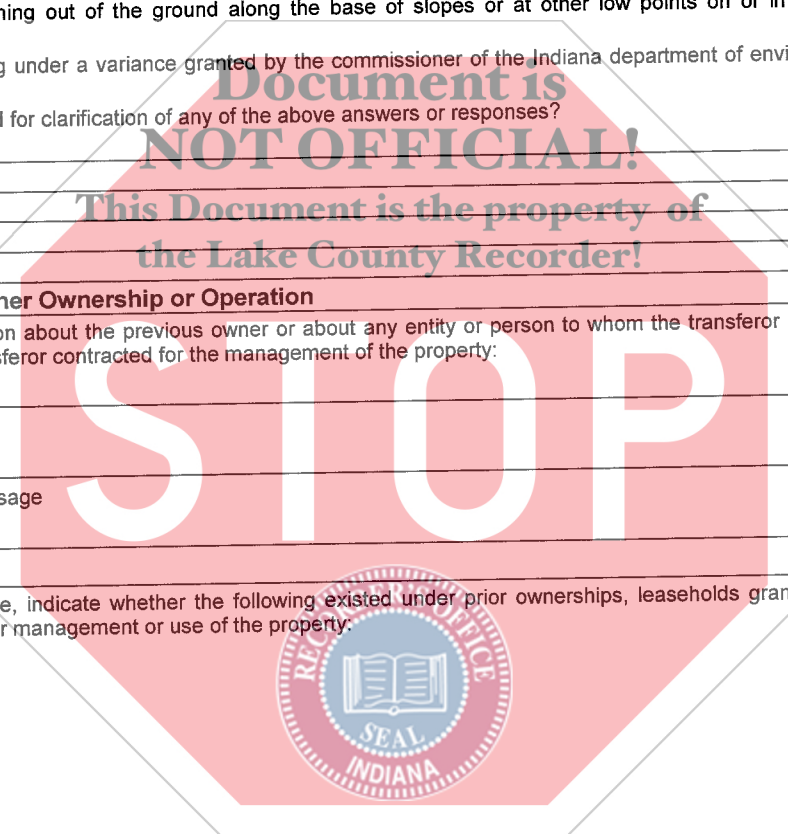 ning out of the ground along the base of slopes or at other low points on or in
g under a variance granted by the commissioner of the Indiana department of envi
Document is
for clarification of any of the above answers or responses?
NOT OFFICIAL!
This Document is the property of
the Lake County Recorder!
ner Ownership or Operation
on about the previous owner or about any entity or person to whom the transferor
sferor contracted for the management of the property:
STOP
sage
e, indicate whether the following existed under prior ownerships, leaseholds gran
r management or use of the property:
RECORDER'S OFFICE
SEAL
INDIANA